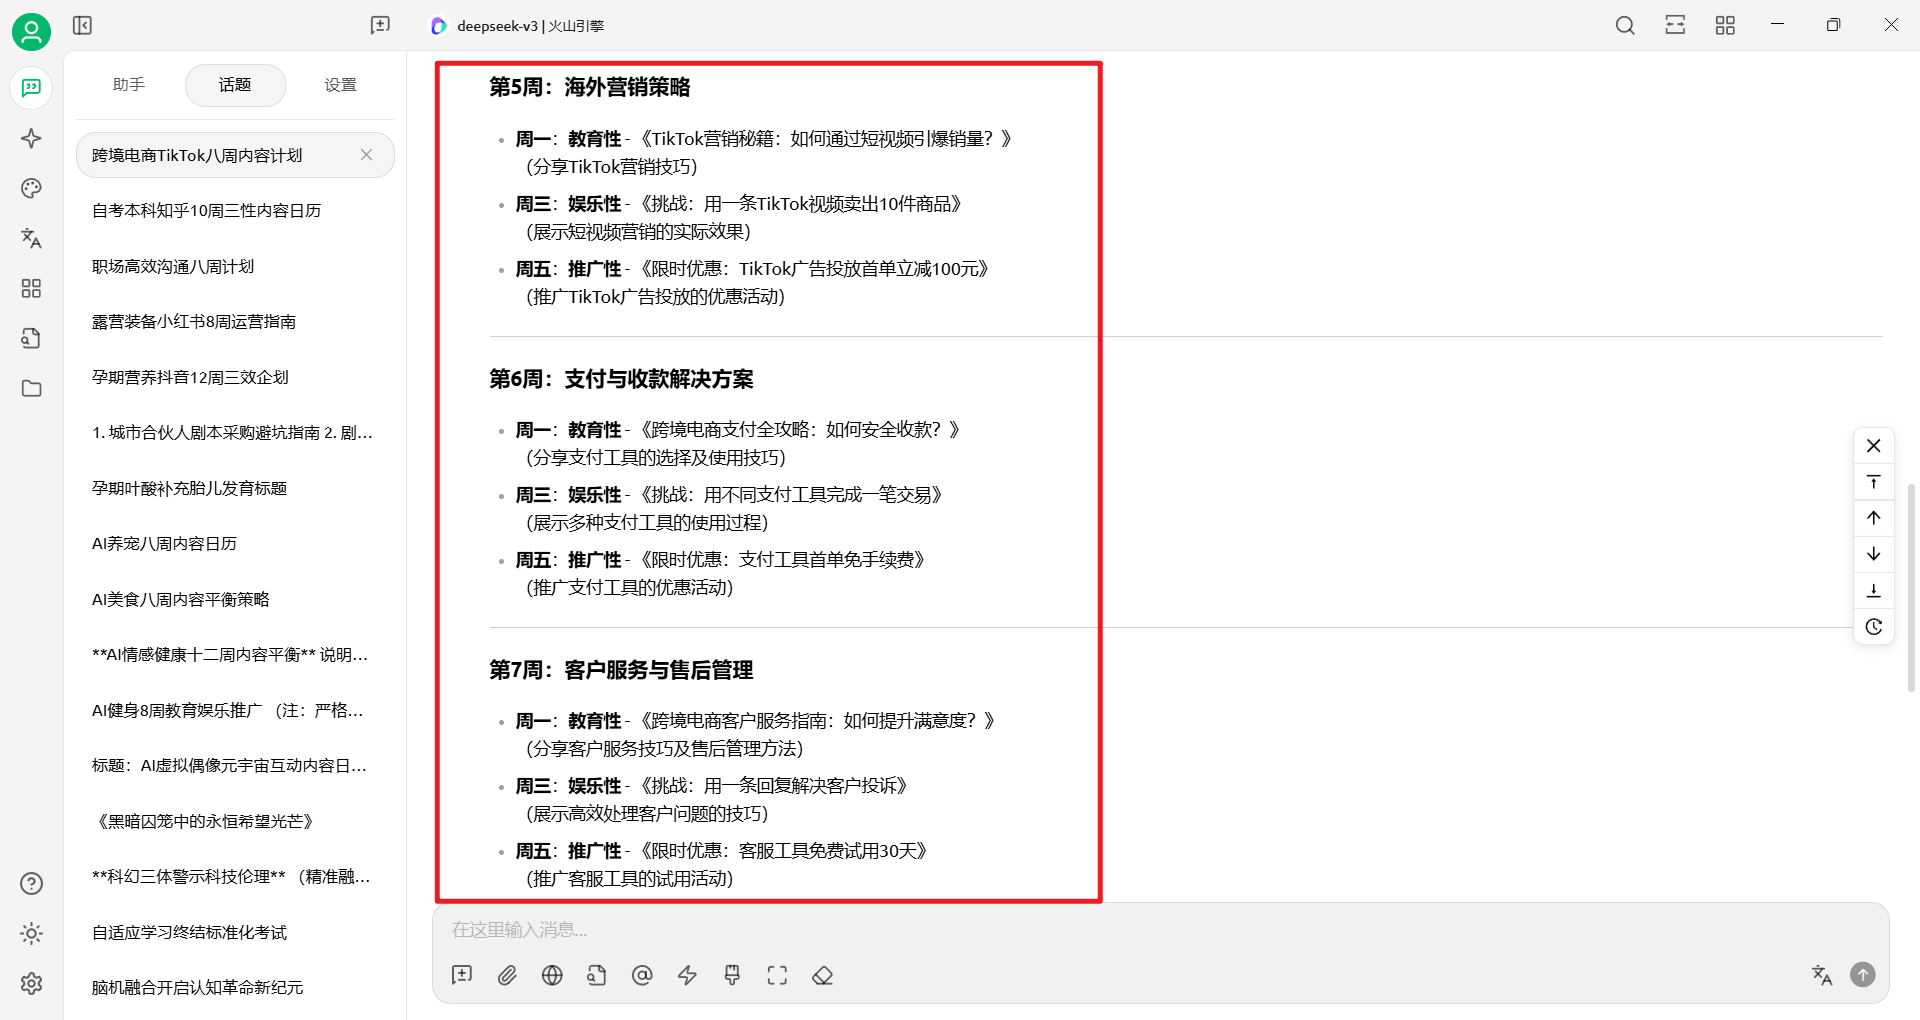 deepseek-v3 | 火山引擎
助手
话题
设置
跨境电商TikTok八周内容计划
自考本科知乎10周三性内容日历
职场高效沟通八周计划
露营装备小红书8周运营指南
孕期营养抖音12周三效企划
1. 城市合伙人剧本采购避坑指南 2. 剧...
孕期叶酸补充胎儿发育标题
AI养宠八周内容日历
AI美食八周内容平衡策略
**AI情感健康十二周内容平衡** 说明...
AI健身8周教育娱乐推广 （注：严格...
标题：AI虚拟偶像元宇宙互动内容日...
《黑暗囚笼中的永恒希望光芒》
**科幻三体警示科技伦理** （精准融...
自适应学习终结标准化考试
脑机融合开启认知革命新纪元
第5周：海外营销策略
周一：教育性 - 《TikTok营销秘籍：如何通过短视频引爆销量？》
（分享TikTok营销技巧）
周三：娱乐性 - 《挑战：用一条TikTok视频卖出10件商品》
（展示短视频营销的实际效果）
周五：推广性 - 《限时优惠：TikTok广告投放首单立减100元》
（推广TikTok广告投放的优惠活动）
第6周：支付与收款解决方案
周一：教育性 - 《跨境电商支付全攻略：如何安全收款？》
（分享支付工具的选择及使用技巧）
周三：娱乐性 - 《挑战：用不同支付工具完成一笔交易》
（展示多种支付工具的使用过程）
周五：推广性 - 《限时优惠：支付工具首单免手续费》
（推广支付工具的优惠活动）
第7周：客户服务与售后管理
周一：教育性 - 《跨境电商客户服务指南：如何提升满意度？》
（分享客户服务技巧及售后管理方法）
周三：娱乐性 - 《挑战：用一条回复解决客户投诉》
（展示高效处理客户问题的技巧）
周五：推广性 - 《限时优惠：客服工具免费试用30天》
（推广客服工具的试用活动）
在这里输入消息...